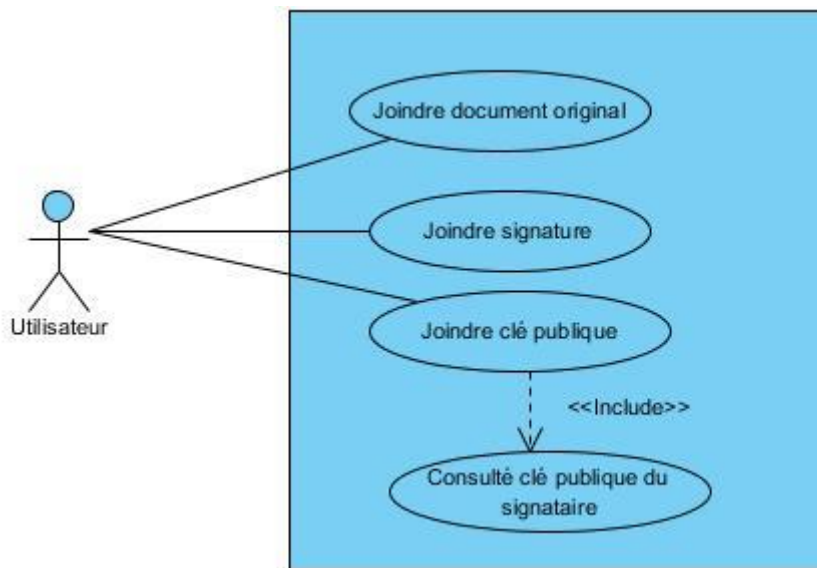 Joindre document original
Joindre signature
Utilisateur
Joindre clé publique
<<Include>>
Consulté clé publique du
signataire